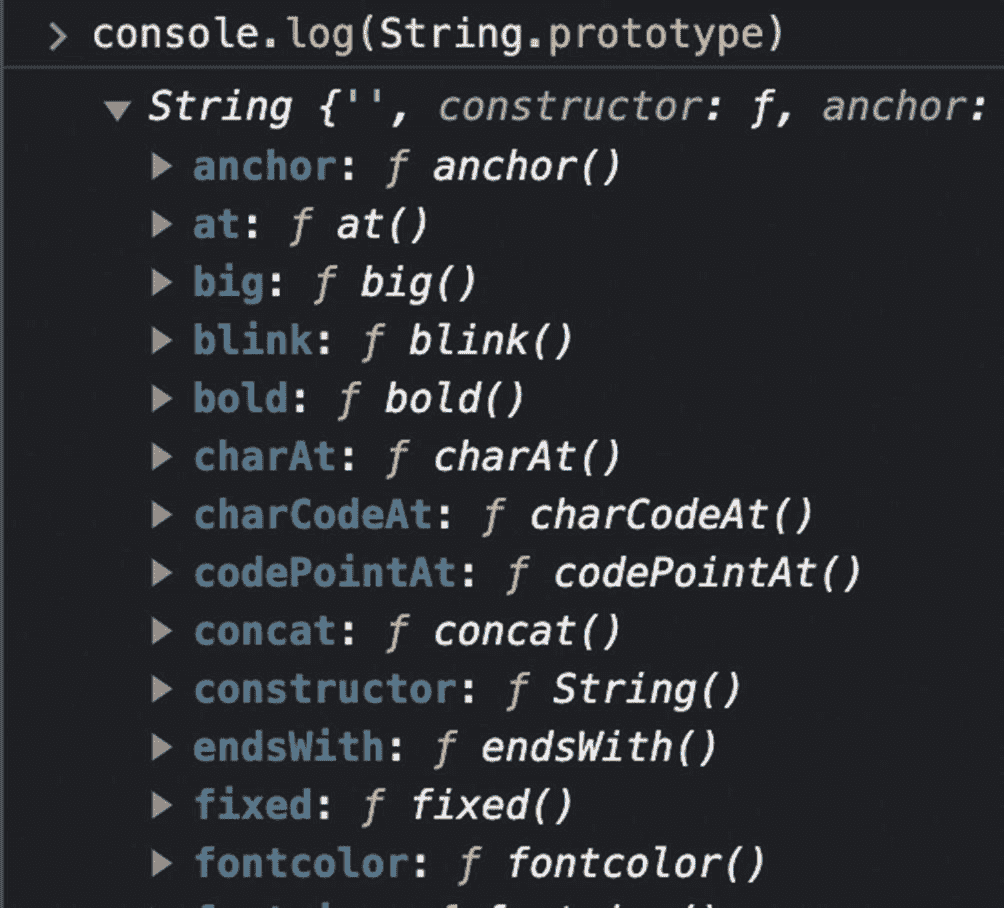 > console.log(String.prototype)
▼ String {'', constructor: ƒ, anchor:
▶ anchor: ƒ anchor()
▶ at: ƒ at()
▶ big: ƒ big()
▶ blink: ƒ blink()
▶ bold: ƒ bold()
▶ charAt: ƒ charAt()
▶ charCodeAt: ƒ charCodeAt()
▶ codePointAt: ƒ codePointAt()
▶ concat: ƒ concat()
▶ constructor: ƒ String()
▶ endsWith: ƒ endsWith()
▶ fixed: ƒ fixed()
▶ fontcolor: ƒ fontcolor()